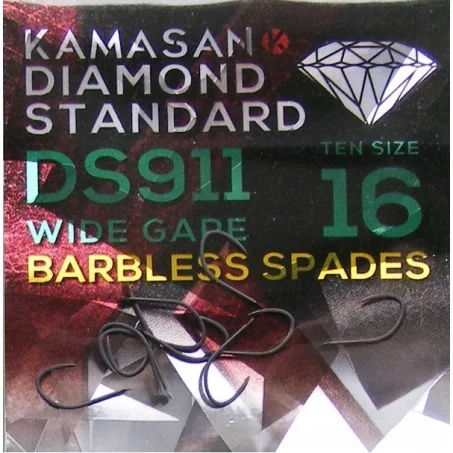 KAMASAN K
DIAMOND
STANDARD
DS911
WIDE GAPE
TEN SIZE
16
BARBLESS SPADES